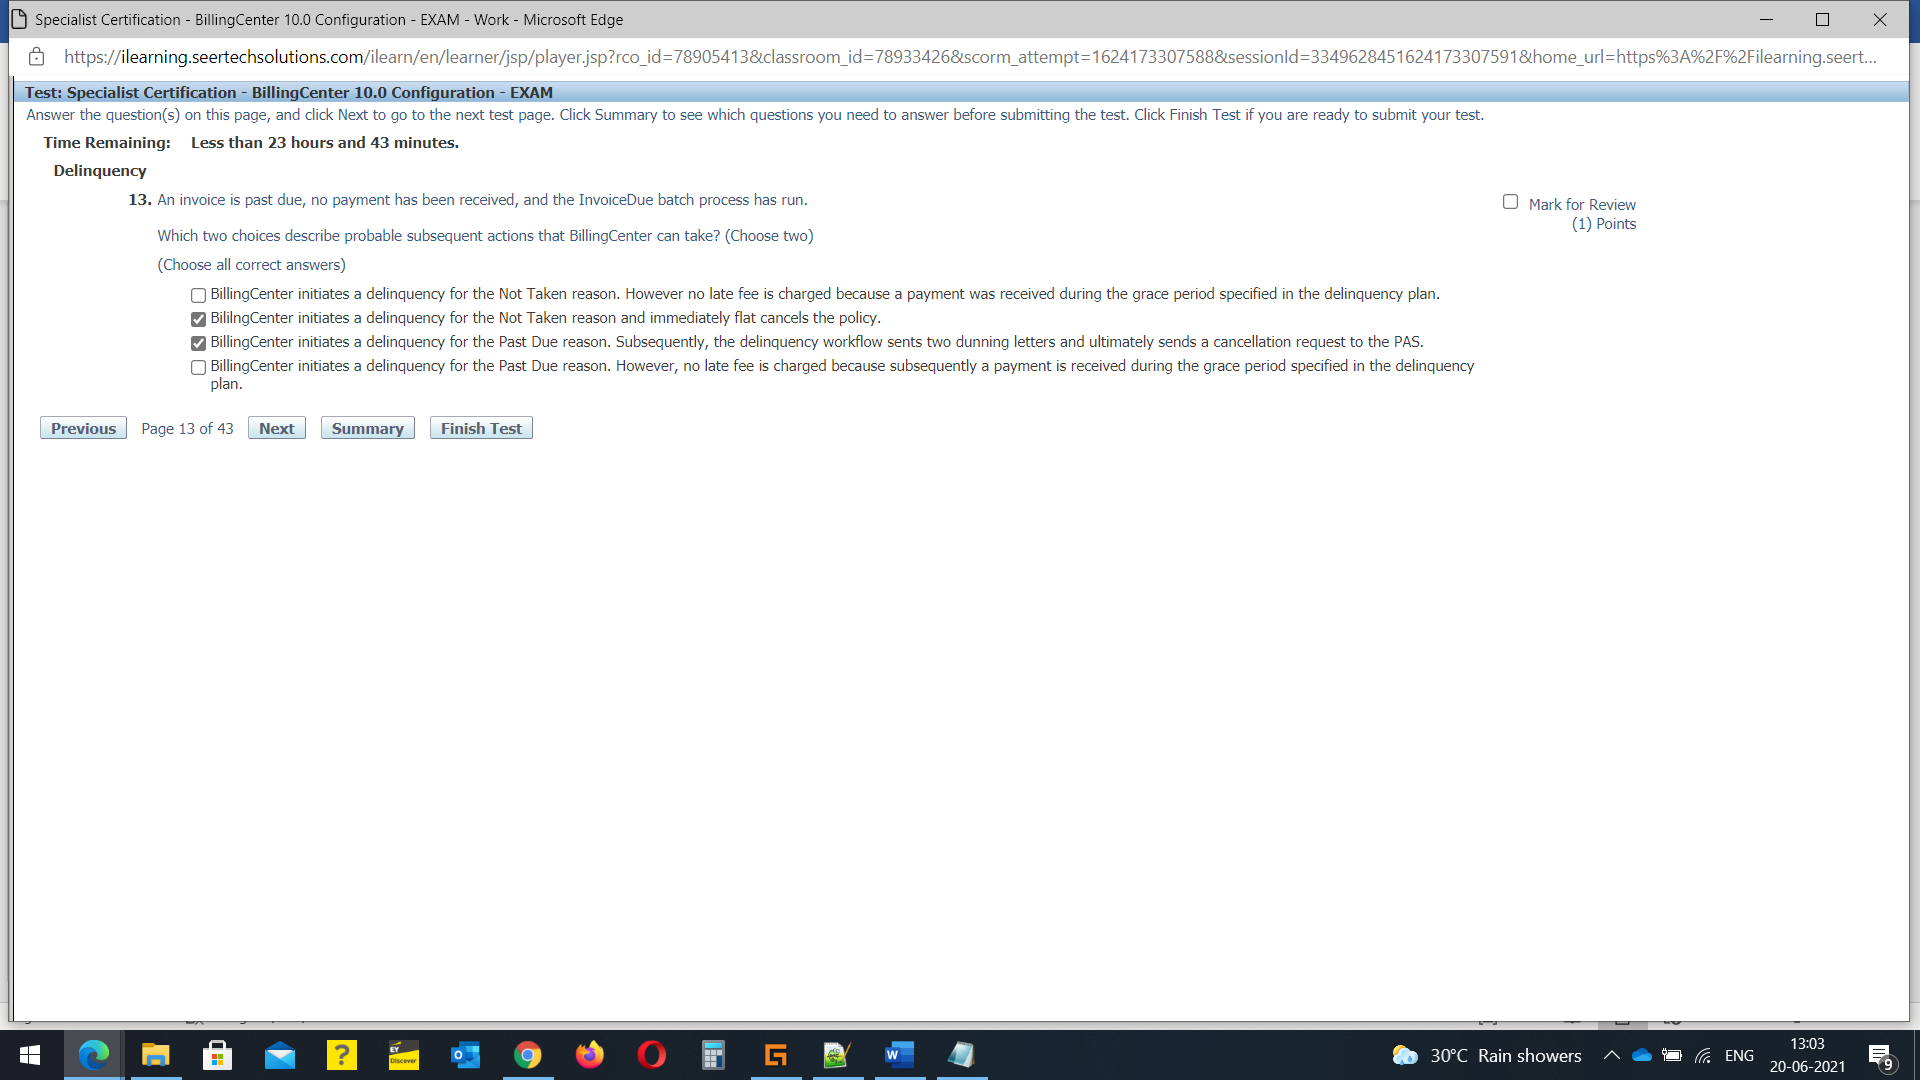 Specialist Certification - BillingCenter 10.0 Configuration - EXAM - Work - Microsoft Edge
https://ilearning.seertechsolutions.com/ilearn/en/learner/jsp/player.jsp?rco_id=78905413&classroom_id=78933426&scorm_attempt=1624173307588&sessionId=3349628451624173307591&home_url=https%3A%2F%2Filearning.seert...
Test: Specialist Certification - BillingCenter 10.0 Configuration - EXAM
Answer the question(s) on this page, and click Next to go to the next test page. Click Summary to see which questions you need to answer before submitting the test. Click Finish Test if you are ready to submit your test.
Time Remaining: Less than 23 hours and 43 minutes.
Delinquency
13. An invoice is past due, no payment has been received, and the InvoiceDue batch process has run.
Mark for Review
(1) Points
Which two choices describe probable subsequent actions that BillingCenter can take? (Choose two)
(Choose all correct answers)
BillingCenter initiates a delinquency for the Not Taken reason. However no late fee is charged because a payment was received during the grace period specified in the delinquency plan.
BililngCenter initiates a delinquency for the Not Taken reason and immediately flat cancels the policy.
BillingCenter initiates a delinquency for the Past Due reason. Subsequently, the delinquency workflow sents two dunning letters and ultimately sends a cancellation request to the PAS.
BillingCenter initiates a delinquency for the Past Due reason. However, no late fee is charged because subsequently a payment is received during the grace period specified in the delinquency
plan.
Previous Page 13 of 43 Next Summary Finish Test
EY
Discover
30°C Rain showers
ENG
13:03
20-06-2021
9